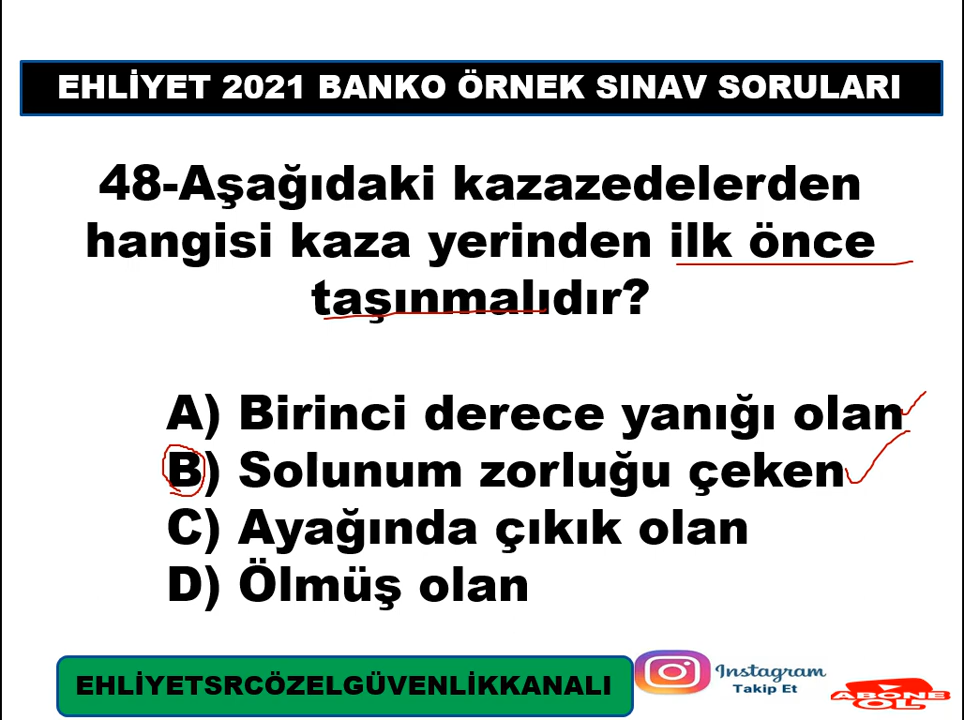 EHLİYET 2021 BANKO ÖRNEK SINAV SORULARI
48-Aşağıdaki kazazedelerden
hangisi kaza yerinden ilk önce
taşınmalıdır?
A) Birinci derece yanığı olan
B) Solunum zorluğu çeken
C) Ayağında çıkık olan
D) Ölmüş olan
EHLİYETSRCÖZELGÜVENLİKKANALI
Instagram
Takip Et
ABONE
OL